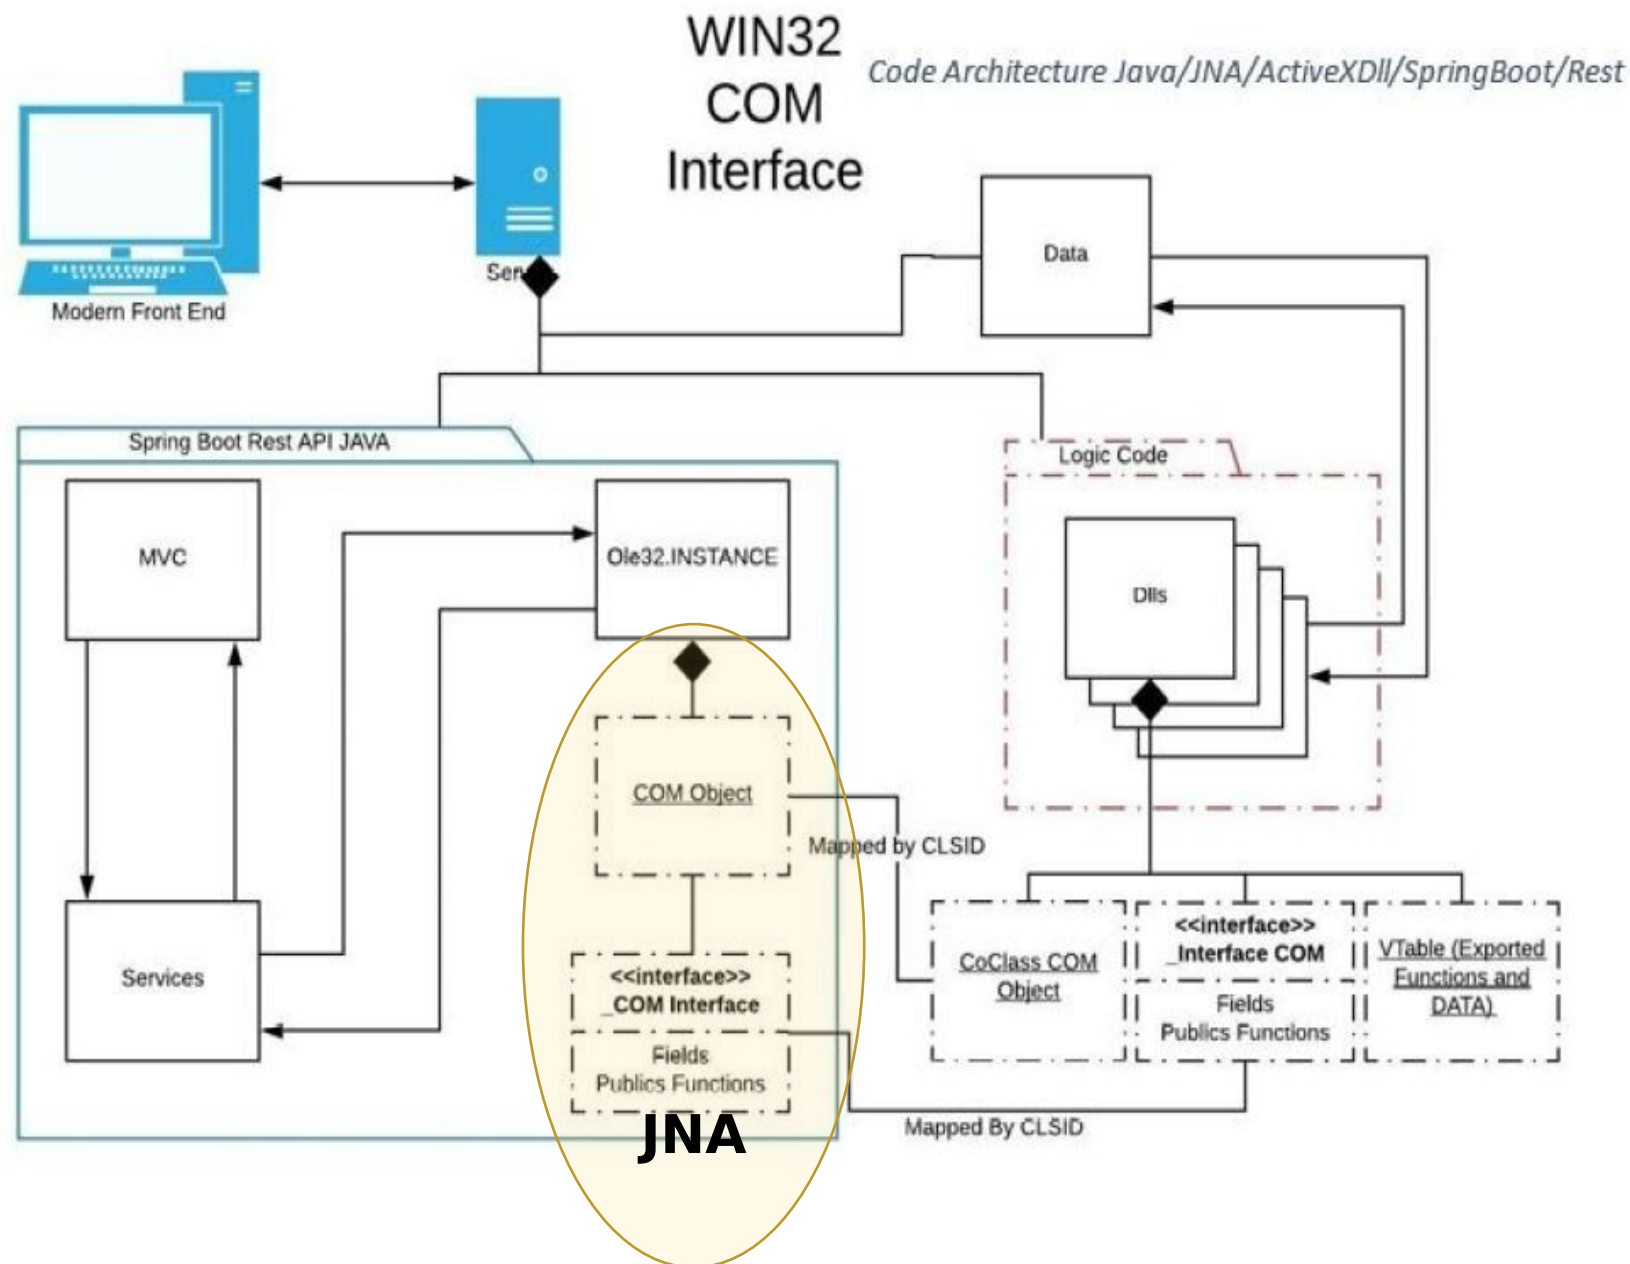 WIN32
COM
Interface
Code Architecture Java/JNA/ActiveXDll/SpringBoot/Rest
Modern Front End
Data
Spring Boot Rest API JAVA
Logic Code
MVC
Ole32.INSTANCE
Dlls
COM Object
Mapped by CLSID
Services
<<interface>>
_COM Interface
Fields
Publics Functions
CoClass COM
Object
<<interface>>
_Interface COM
Fields
Publics Functions
VTable (Exported
Functions and
DATA)
Mapped By CLSID
JNA